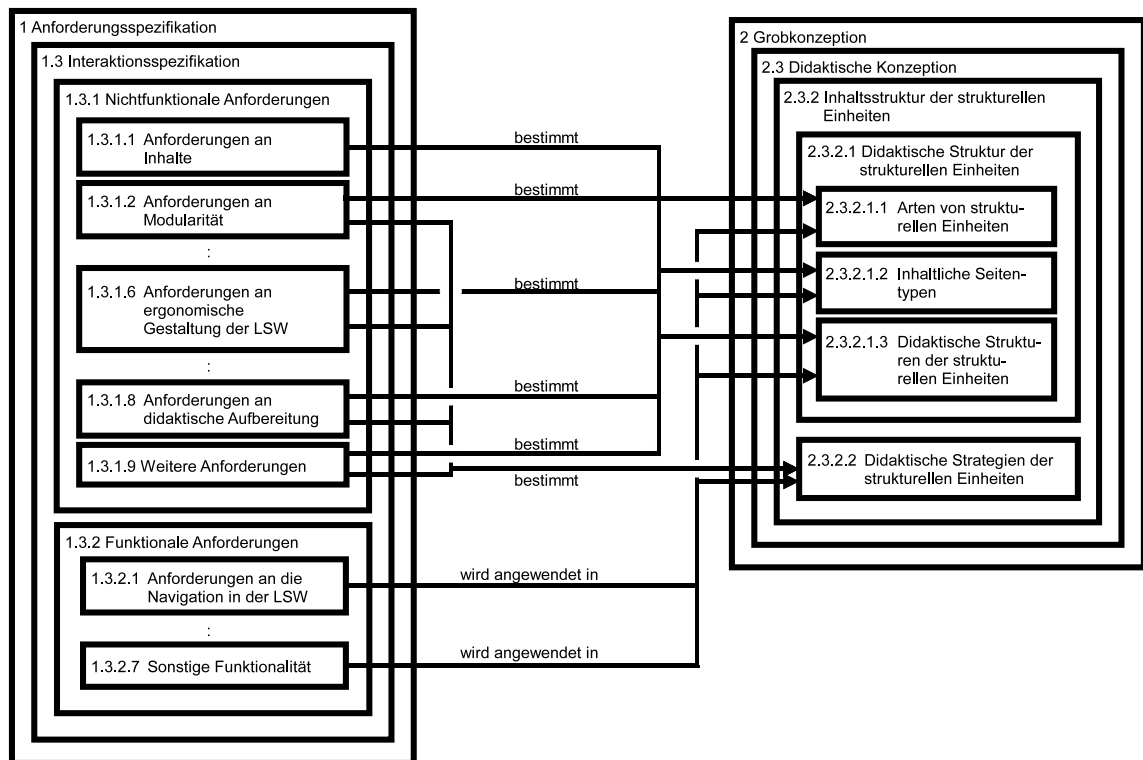 1 Anforderungsspezifikation
1.3 Interaktionsspezifikation
1.3.1 Nichtfunktionale Anforderungen
1.3.1.1 Anforderungen an
Inhalte
1.3.1.2 Anforderungen an
Modularität
:
1.3.1.6 Anforderungen an
ergonomische
Gestaltung der LSW
:
1.3.1.8 Anforderungen an
didaktische Aufbereitung
1.3.1.9 Weitere Anforderungen
1.3.2 Funktionale Anforderungen
1.3.2.1 Anforderungen an die
Navigation in der LSW
:
1.3.2.7 Sonstige Funktionalität
bestimmt
bestimmt
bestimmt
bestimmt
bestimmt
bestimmt
wird angewendet in
wird angewendet in
2 Grobkonzeption
2.3 Didaktische Konzeption
2.3.2 Inhaltsstruktur der strukturellen
Einheiten
2.3.2.1 Didaktische Struktur der
strukturellen Einheiten
2.3.2.1.1 Arten von struktu-
rellen Einheiten
2.3.2.1.2 Inhaltliche Seiten-
typen
2.3.2.1.3 Didaktische Struktu-
ren der struktu-
rellen Einheiten
2.3.2.2 Didaktische Strategien der
strukturellen Einheiten